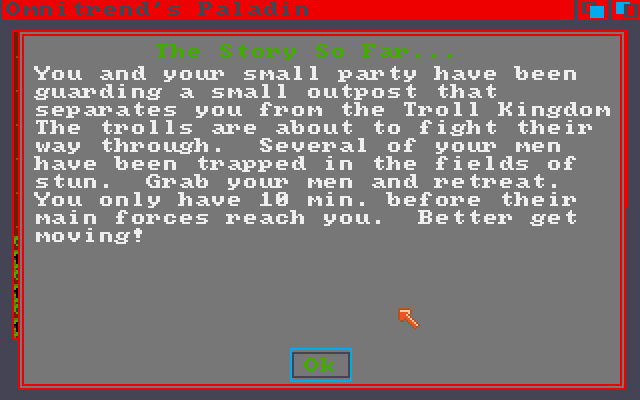 Omnitrend's Paladin
The Story So Far...
You and your small party have been
guarding a small outpost that
separates you from the Troll Kingdom
The trolls are about to fight their
way through.  Several of your men
have been trapped in the fields of
stun.  Grab your men and retreat.
You only have 10 min. before their
main forces reach you.  Better get
moving!
Ok